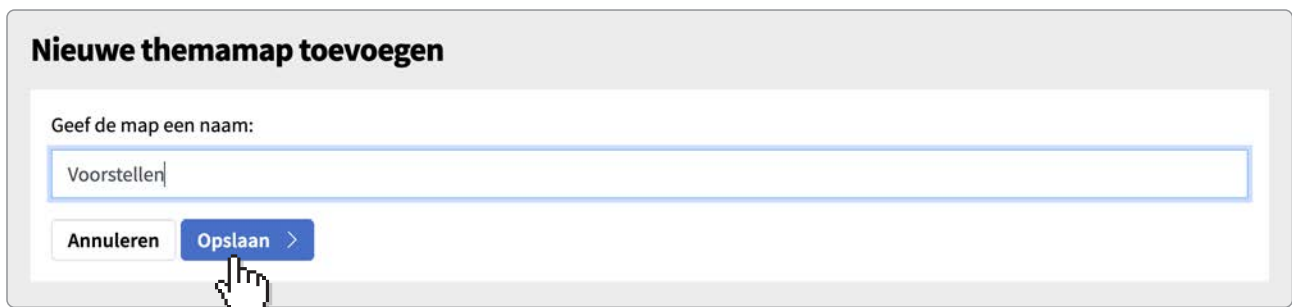 Nieuwe themamap toevoegen
Geef de map een naam:
Voorstellen
Annuleren Opslaan